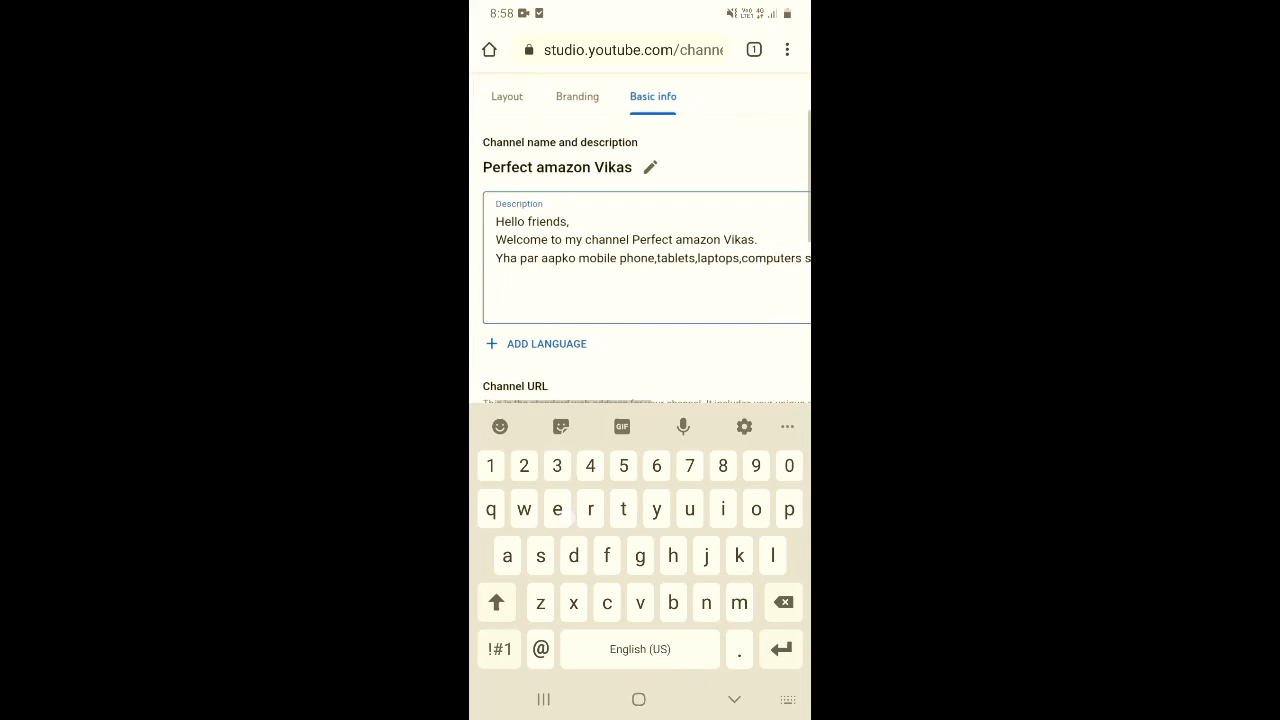 8:58
studio.youtube.com/channe
1
Layout Branding Basic info
Channel name and description
Perfect amazon Vikas
Description
Hello friends,
Welcome to my channel Perfect amazon Vikas.
Yha par aapko mobile phone,tablets,laptops,computers s
+ ADD LANGUAGE
Channel URL
GIF
1 2 3 4 5 6 7 8 9 0
q w e r t y u i o p
a s d f g h j k l
z x c v b n m
!#1 @ English (US) .